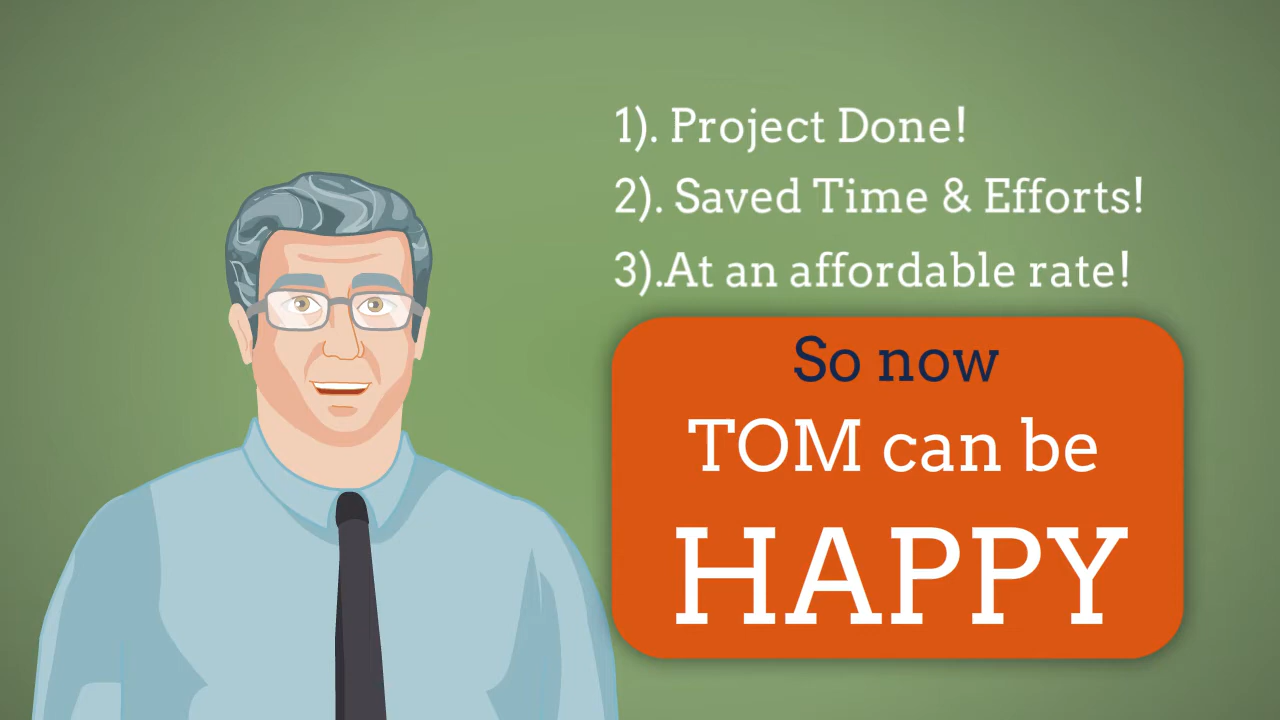 1). Project Done!
2). Saved Time & Efforts!
3).At an affordable rate!
So now
TOM can be
HAPPY